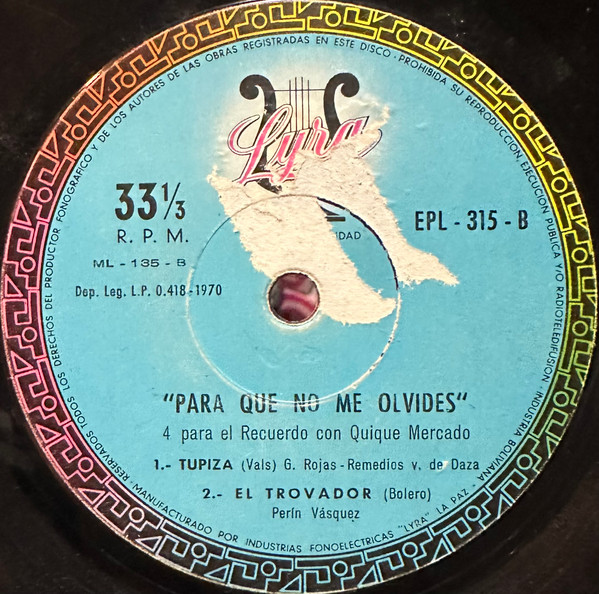 RESERVADOS TODOS LOS DERECHOS DEL PRODUCTOR FONOGRAFICO Y DE LOS AUTORES DE LAS OBRAS REGISTRADAS EN ESTE DISCO · PROHIBIDA SU REPRODUCCION, EJECUCION PUBLICA Y/O RADIOTELEDIFUSION · INDUSTRIA BOLIVIANA
Lyra
33 1/3
R. P. M.
IDAD
EPL - 315 - B
ML - 135 - B
Dep. Leg. L.P. 0.418-1970
"PARA QUE NO ME OLVIDES"
4 para el Recuerdo con Quique Mercado
1.- TUPIZA (Vals) G. Rojas - Remedios v. de Daza
2.- EL TROVADOR (Bolero)
Perín Vásquez
MANUFACTURADO POR INDUSTRIAS FONOELECTRICAS "LYRA" LA PAZ -